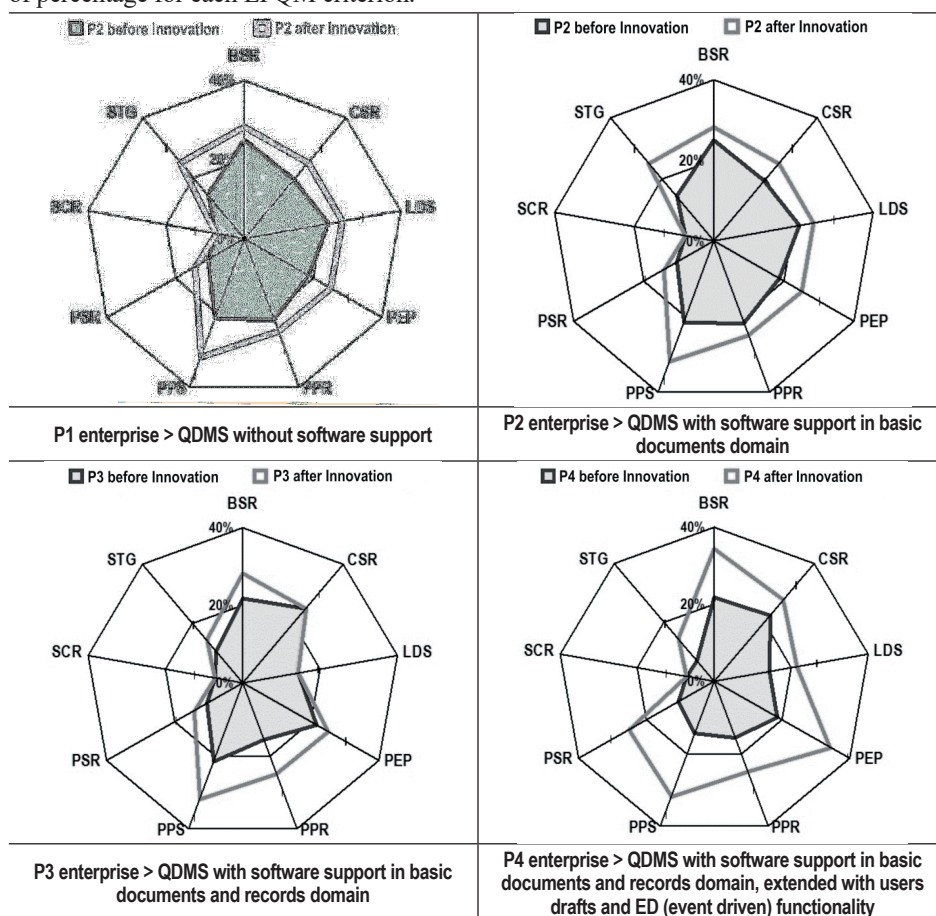 of percentage for each EFQM criterion.
P2 before Innovation P2 after Innovation
BSR
40%
STG CSR
20%
SCR LDS
0%
PSR PEP
PPS PPR
P1 enterprise > QDMS without software support
P2 before Innovation P2 after Innovation
BSR
40%
STG CSR
20%
SCR LDS
0%
PSR PEP
PPS PPR
P2 enterprise > QDMS with software support in basic
documents domain
P3 before Innovation P3 after Innovation
BSR
40%
STG CSR
20%
SCR LDS
0%
PSR PEP
PPS PPR
P3 enterprise > QDMS with software support in basic
documents and records domain
P4 before Innovation P4 after Innovation
BSR
40%
STG CSR
20%
SCR LDS
0%
PSR PEP
PPS PPR
P4 enterprise > QDMS with software support in basic
documents and records domain, extended with users
drafts and ED (event driven) functionality